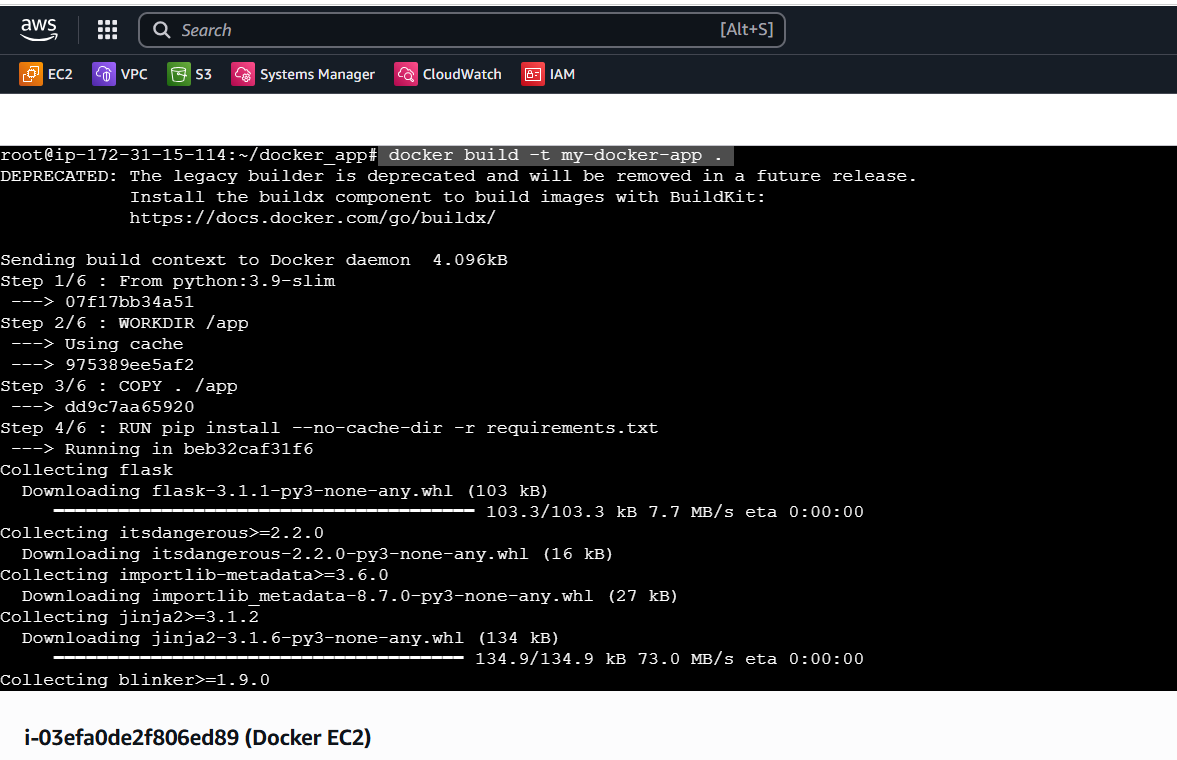 aws
Search [Alt+S]
EC2 VPC S3 Systems Manager CloudWatch IAM
root@ip-172-31-15-114:~/docker_app# docker build -t my-docker-app .
DEPRECATED: The legacy builder is deprecated and will be removed in a future release.
            Install the buildx component to build images with BuildKit:
            https://docs.docker.com/go/buildx/
Sending build context to Docker daemon  4.096kB
Step 1/6 : From python:3.9-slim
 ---> 07f17bb34a51
Step 2/6 : WORKDIR /app
 ---> Using cache
 ---> 975389ee5af2
Step 3/6 : COPY . /app
 ---> dd9c7aa65920
Step 4/6 : RUN pip install --no-cache-dir -r requirements.txt
 ---> Running in beb32caf31f6
Collecting flask
  Downloading flask-3.1.1-py3-none-any.whl (103 kB)
     ━━━━━━━━━━━━━━━━━━━━━━━━━━━━━━━━━━━━━━━ 103.3/103.3 kB 7.7 MB/s eta 0:00:00
Collecting itsdangerous>=2.2.0
  Downloading itsdangerous-2.2.0-py3-none-any.whl (16 kB)
Collecting importlib-metadata>=3.6.0
  Downloading importlib_metadata-8.7.0-py3-none-any.whl (27 kB)
Collecting jinja2>=3.1.2
  Downloading jinja2-3.1.6-py3-none-any.whl (134 kB)
     ━━━━━━━━━━━━━━━━━━━━━━━━━━━━━━━━━━━━━━ 134.9/134.9 kB 73.0 MB/s eta 0:00:00
Collecting blinker>=1.9.0
i-03efa0de2f806ed89 (Docker EC2)